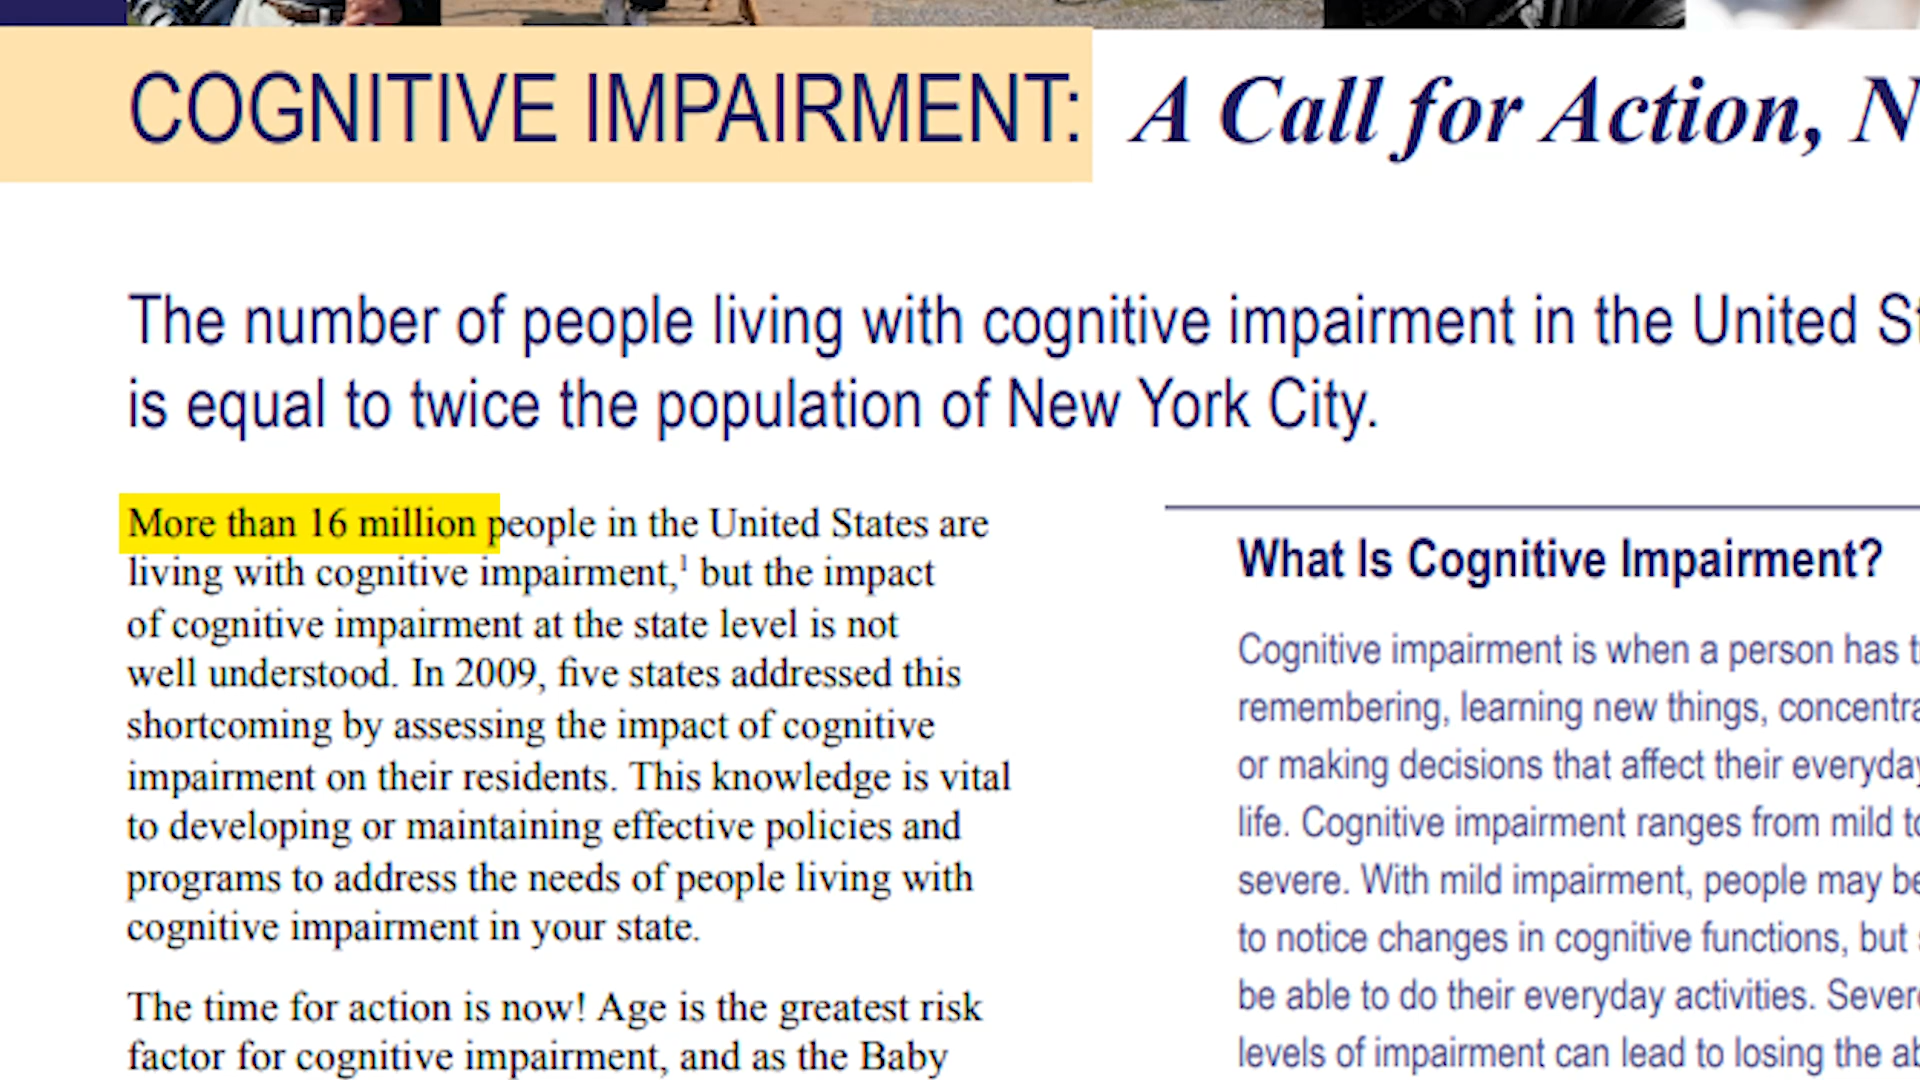 COGNITIVE IMPAIRMENT: A Call for Action,
The number of people living with cognitive impairment in the United
is equal to twice the population of New York City.
More than 16 million people in the United States are
living with cognitive impairment,¹ but the impact
of cognitive impairment at the state level is not
well understood. In 2009, five states addressed this
shortcoming by assessing the impact of cognitive
impairment on their residents. This knowledge is vital
to developing or maintaining effective policies and
programs to address the needs of people living with
cognitive impairment in your state.
The time for action is now! Age is the greatest risk
factor for cognitive impairment, and as the Baby
What Is Cognitive Impairment?
Cognitive impairment is when a person has
remembering, learning new things,
or making decisions that affect their everyday
life. Cognitive impairment ranges from mild
severe. With mild impairment, people may
to notice changes in cognitive functions, but
be able to do their everyday activities.
levels of impairment can lead to losing the